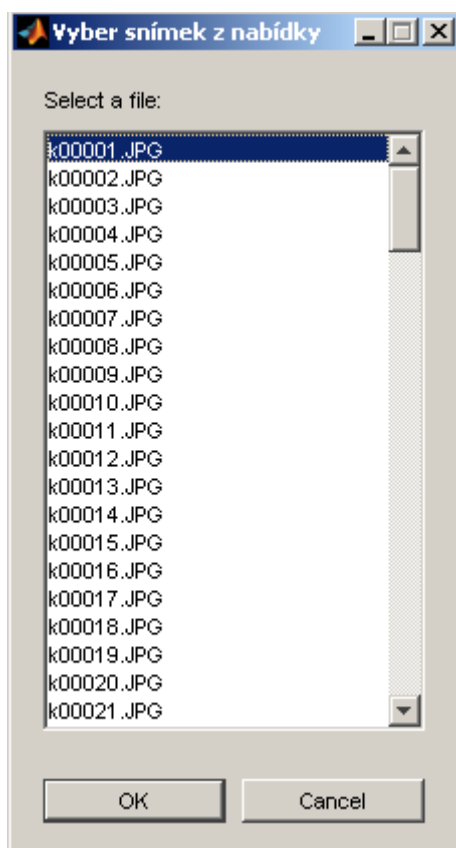 Vyber snímek z nabídky
Select a file:
k00001.JPG
k00002.JPG
k00003.JPG
k00004.JPG
k00005.JPG
k00006.JPG
k00007.JPG
k00008.JPG
k00009.JPG
k00010.JPG
k00011.JPG
k00012.JPG
k00013.JPG
k00014.JPG
k00015.JPG
k00016.JPG
k00017.JPG
k00018.JPG
k00019.JPG
k00020.JPG
k00021.JPG
OK Cancel